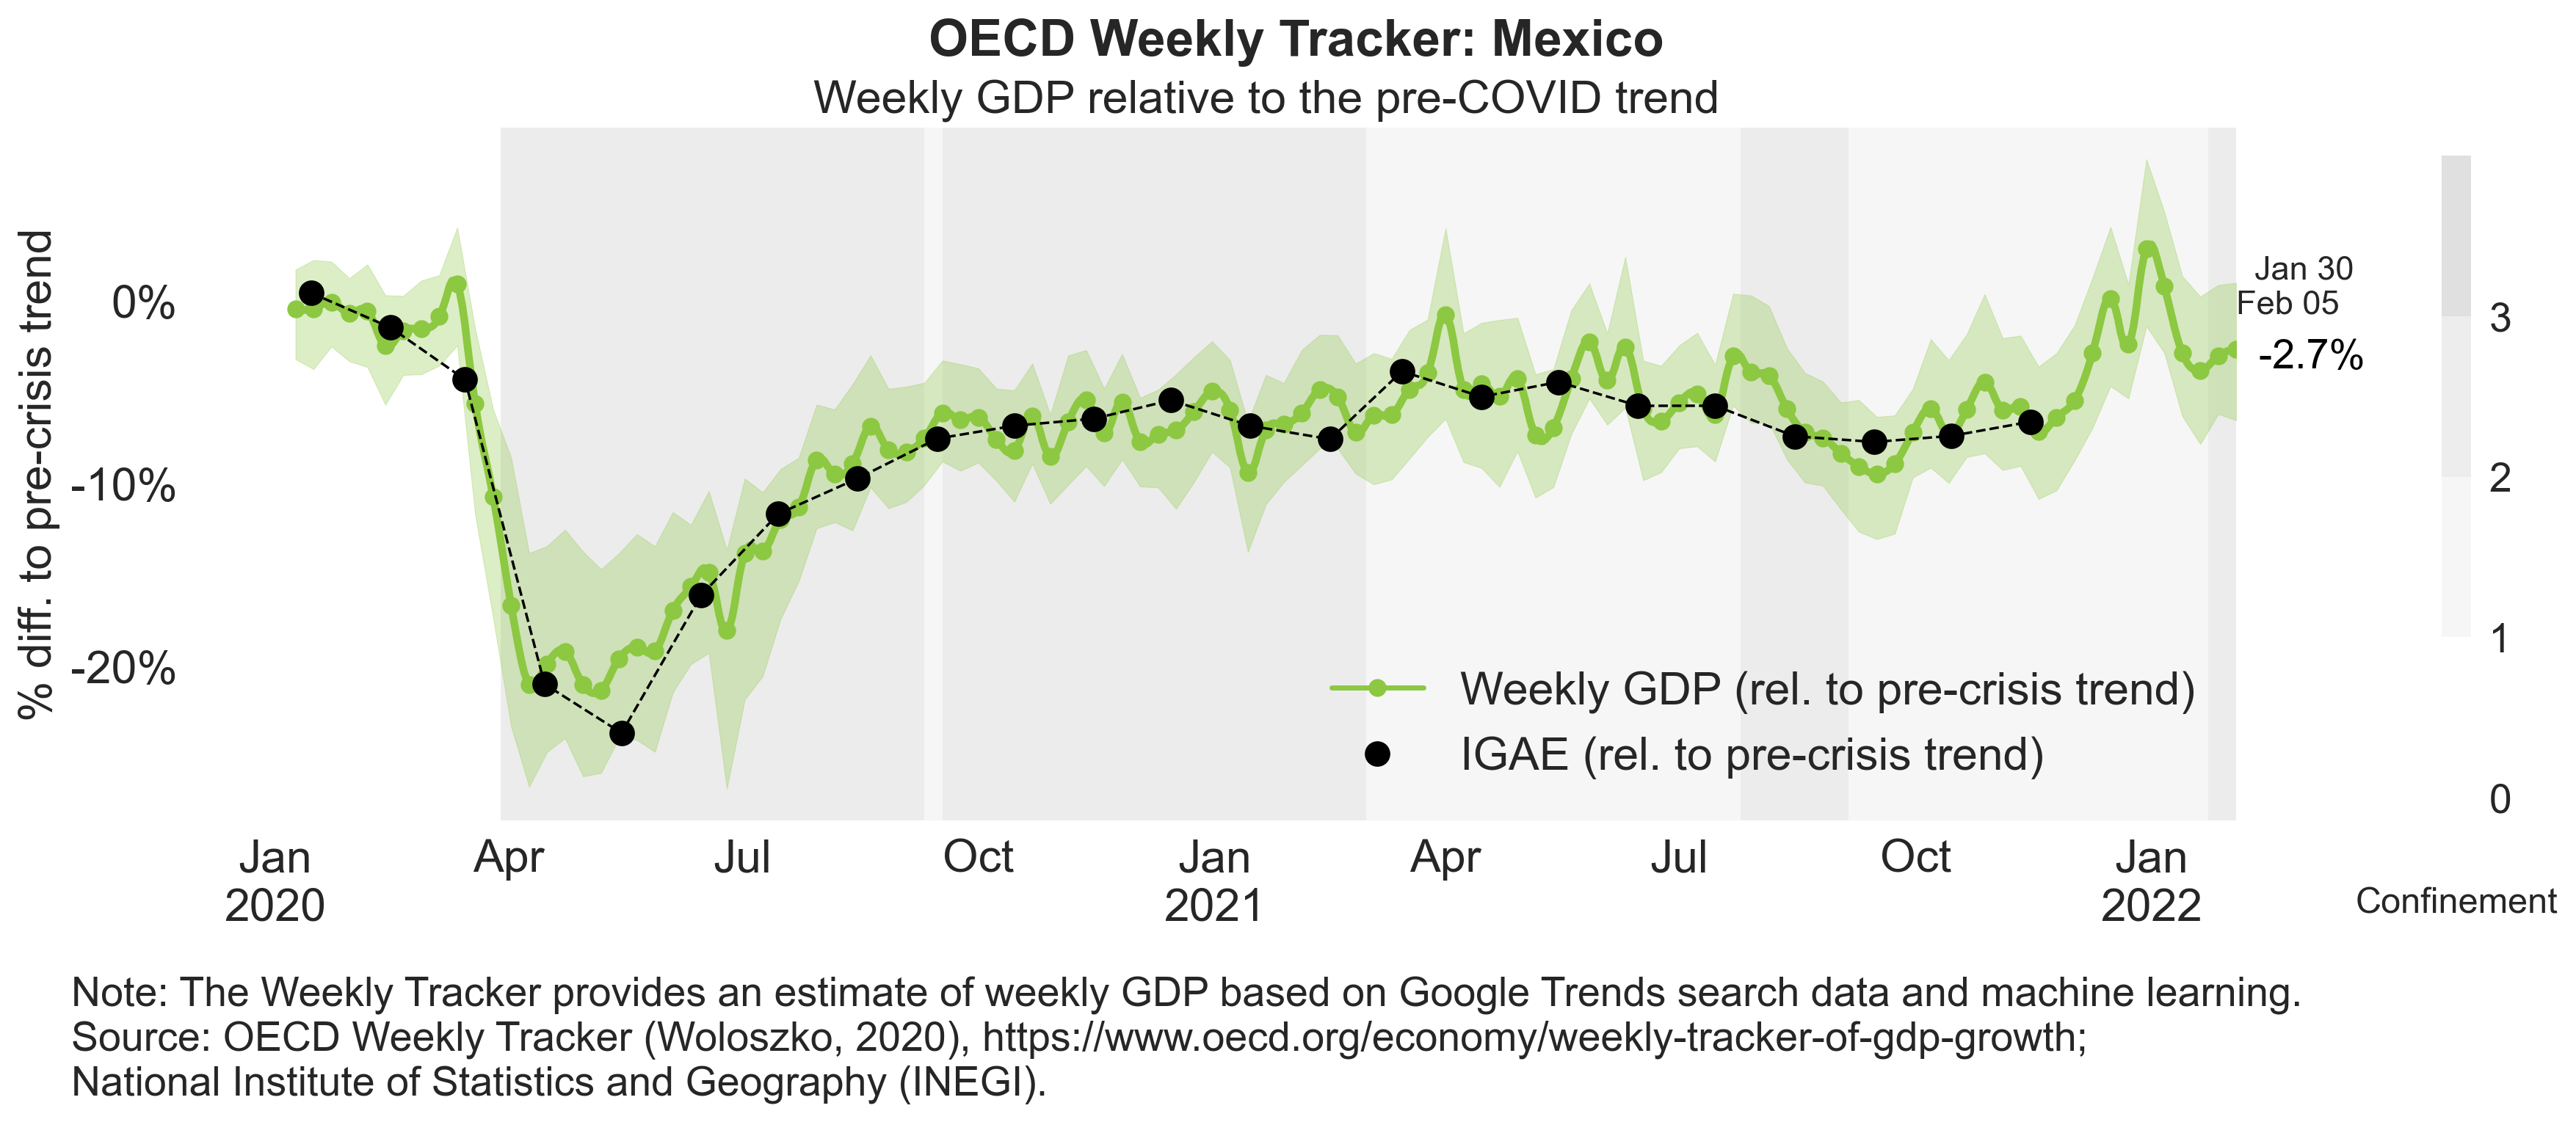 OECD Weekly Tracker: Mexico
Weekly GDP relative to the pre-COVID trend
% diff. to pre-crisis trend
0%
-10%
-20%
Jan 30
Feb 05
-2.7%
3
2
1
0
Confinement
Weekly GDP (rel. to pre-crisis trend)
IGAE (rel. to pre-crisis trend)
Jan Apr Jul Oct Jan Apr Jul Oct Jan
2020 2021 2022
Note: The Weekly Tracker provides an estimate of weekly GDP based on Google Trends search data and machine learning.
Source: OECD Weekly Tracker (Woloszko, 2020), https://www.oecd.org/economy/weekly-tracker-of-gdp-growth;
National Institute of Statistics and Geography (INEGI).